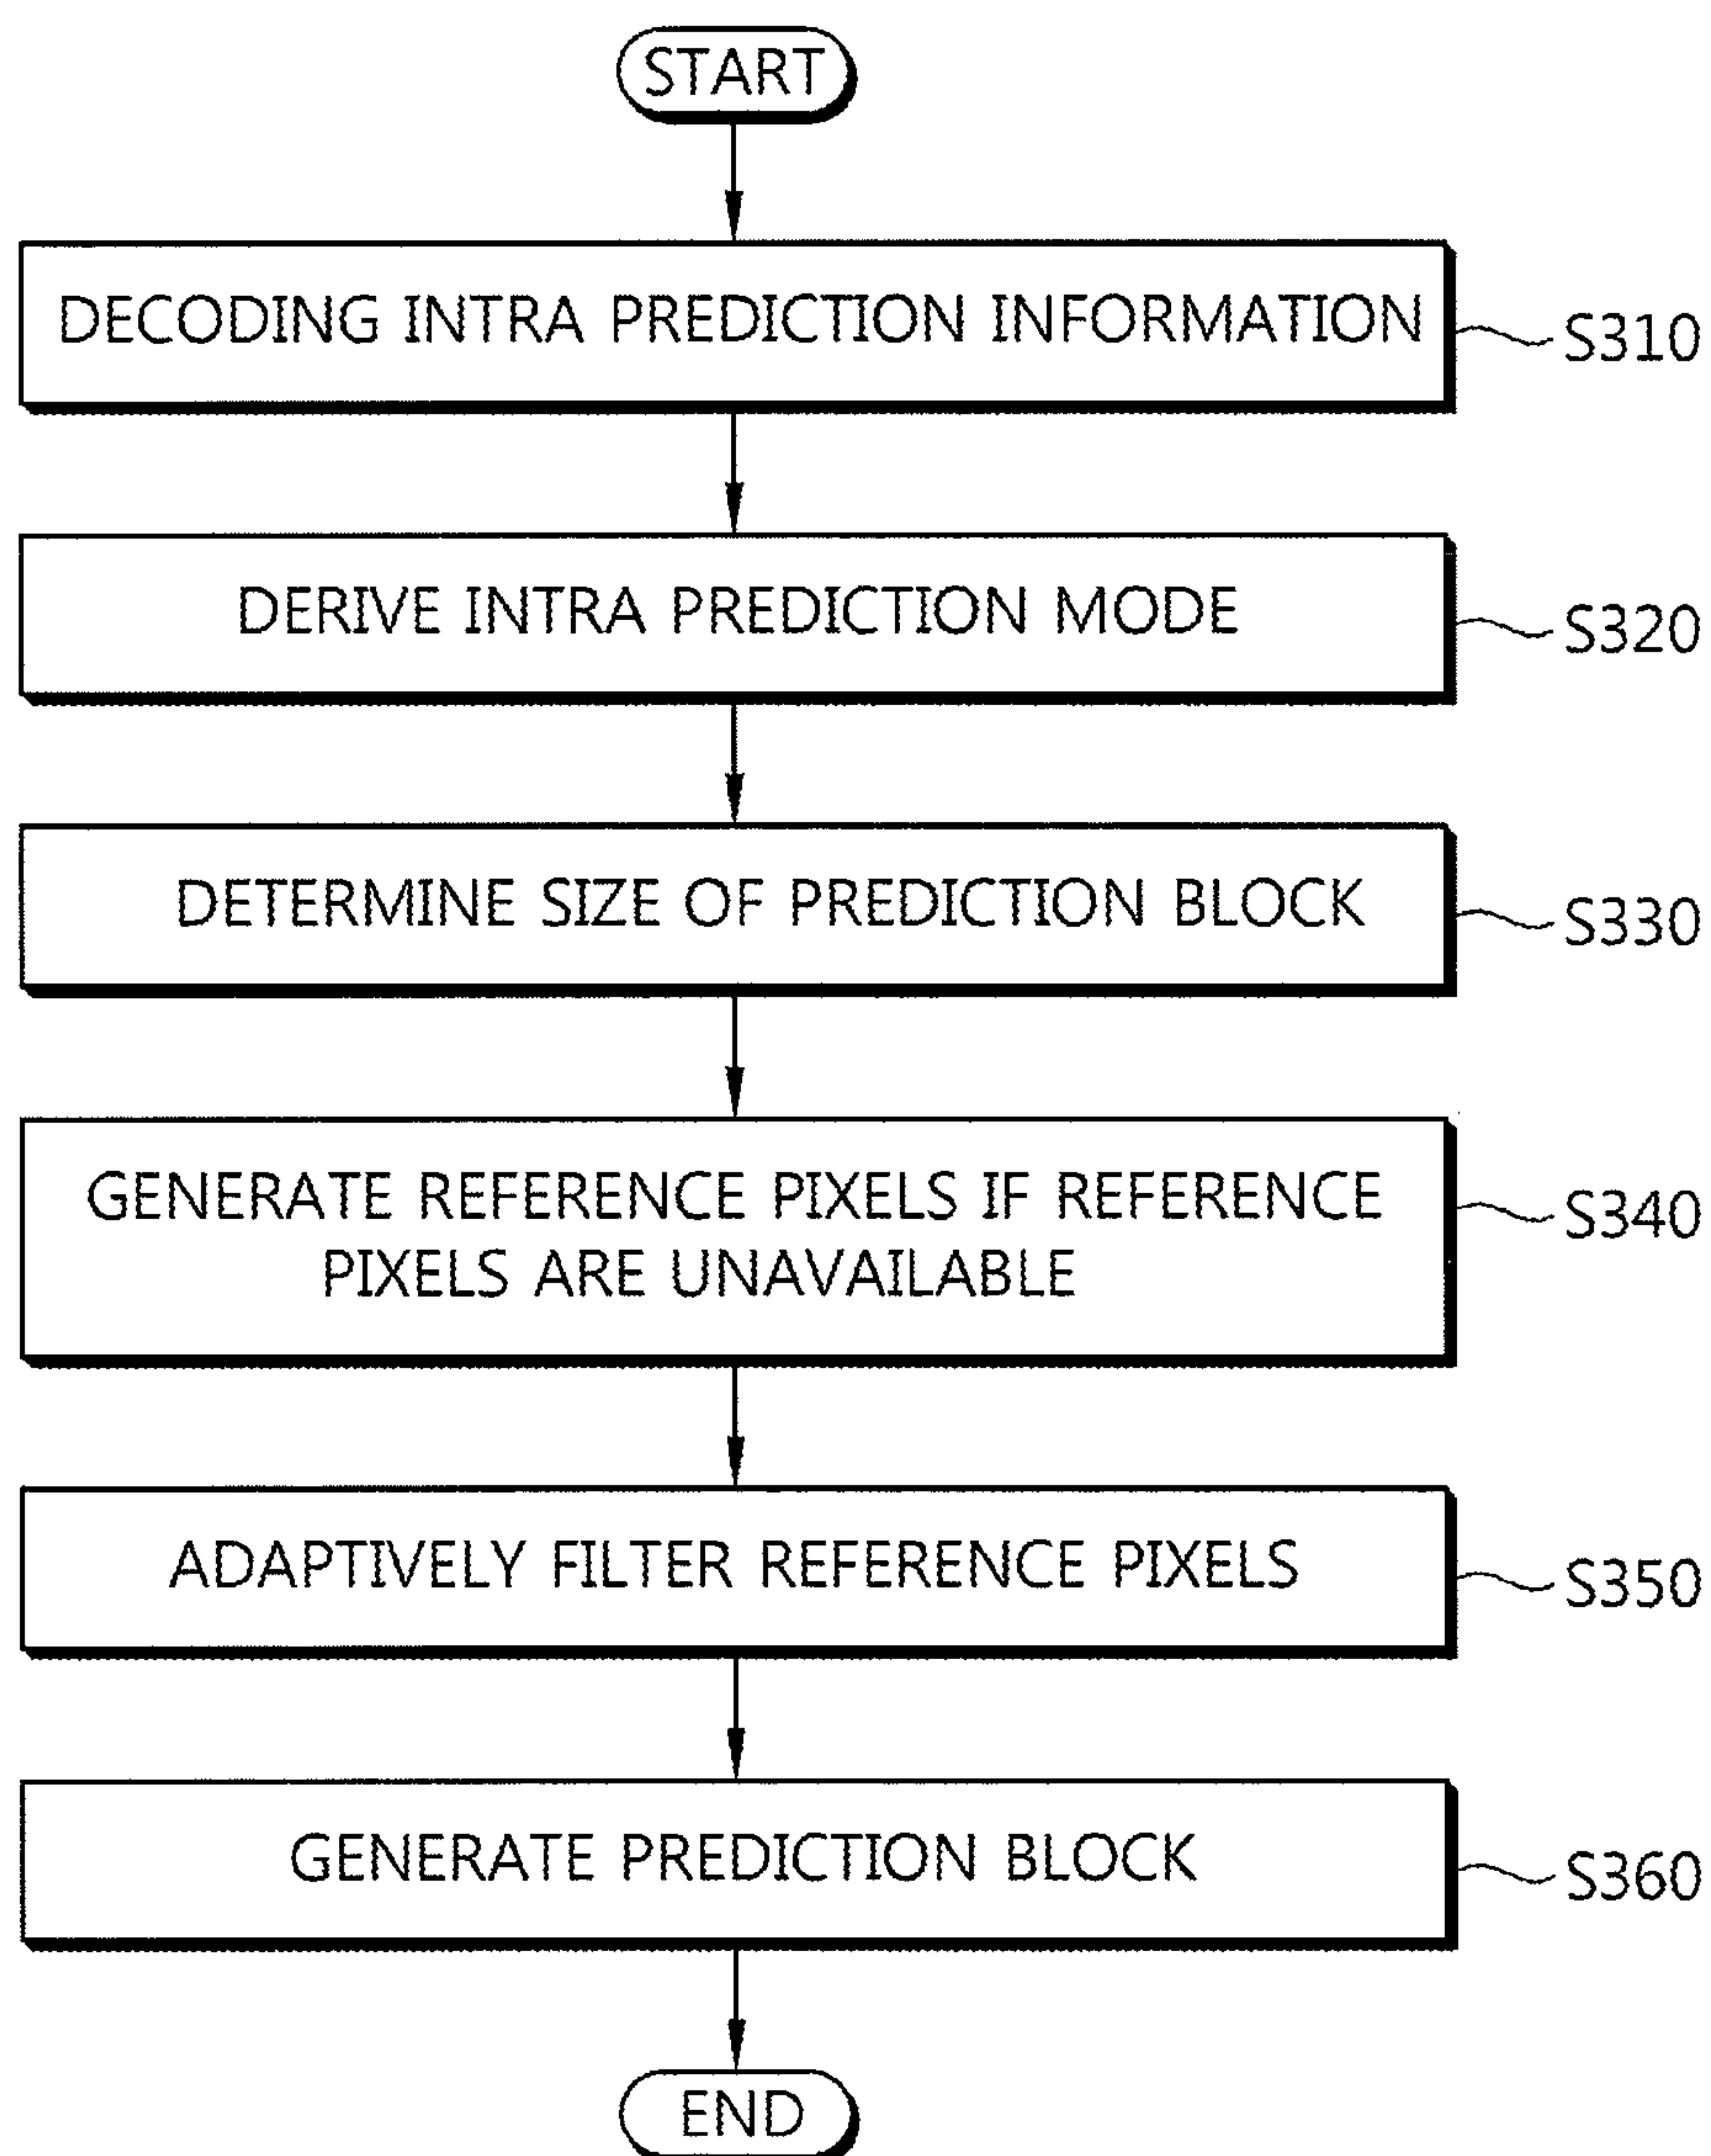 START
DECODING INTRA PREDICTION INFORMATION
S310
DERIVE INTRA PREDICTION MODE
S320
DETERMINE SIZE OF PREDICTION BLOCK
S330
GENERATE REFERENCE PIXELS IF REFERENCE
PIXELS ARE UNAVAILABLE
S340
ADAPTIVELY FILTER REFERENCE PIXELS
S350
GENERATE PREDICTION BLOCK
S360
END